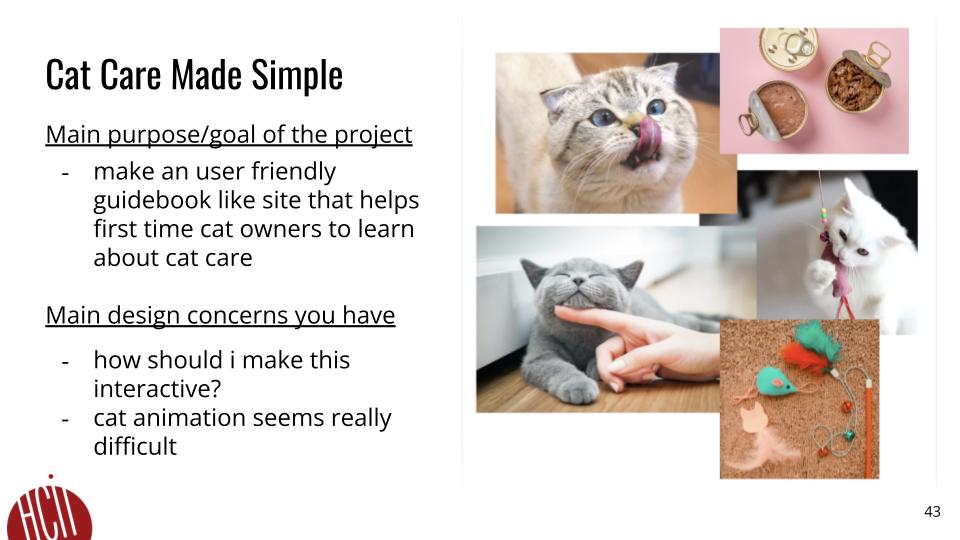 Cat Care Made Simple
Main purpose/goal of the project
- make an user friendly
guidebook like site that helps
first time cat owners to learn
about cat care
Main design concerns you have
- how should i make this
interactive?
- cat animation seems really
difficult
HCII
43